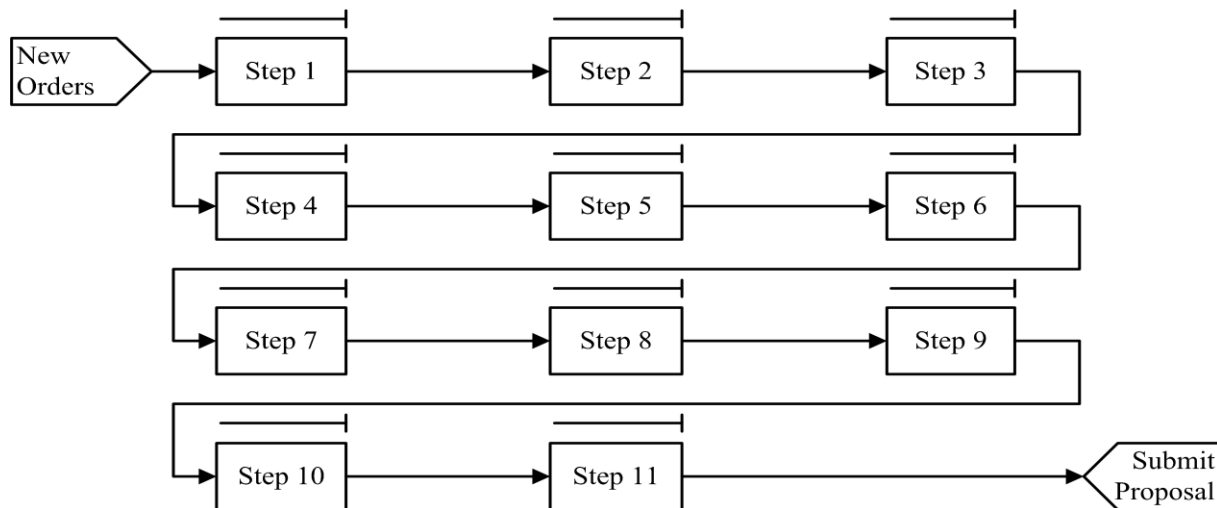 New
Orders
Step 1
Step 2
Step 3
Step 4
Step 5
Step 6
Step 7
Step 8
Step 9
Step 10
Step 11
Submit
Proposal